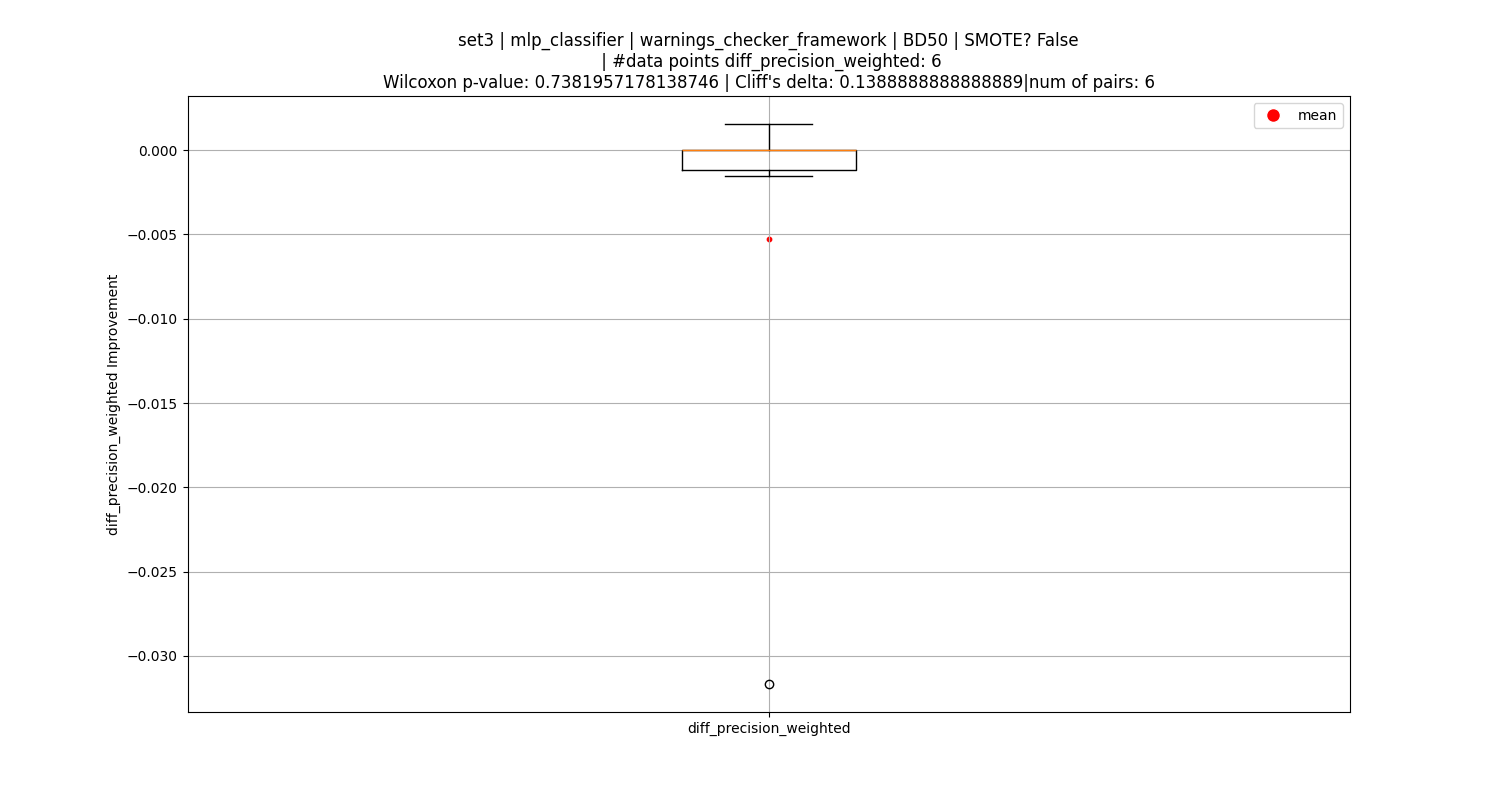 set3 | mlp_classifier | warnings_checker_framework | BD50 | SMOTE? False
| #data points diff_precision_weighted: 6
Wilcoxon p-value: 0.7381957178138746 | Cliff's delta: 0.1388888888888889|num of pairs: 6
mean
0.000
−0.005
−0.010
−0.015
−0.020
−0.025
−0.030
diff_precision_weighted Improvement
diff_precision_weighted